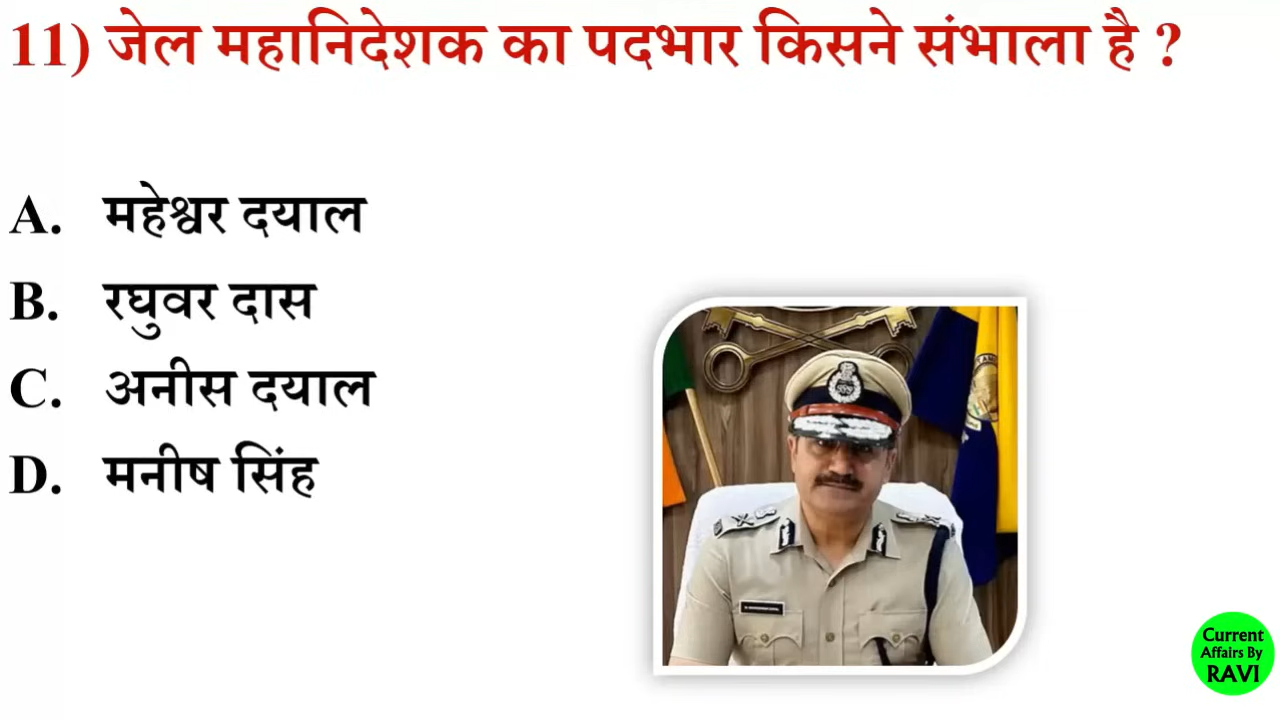 11) जेल महानिदेशक का पदभार किसने संभाला है ?
A. महेश्वर दयाल
B. रघुवर दास
C. अनीस दयाल
D. मनीष सिंह
Current
Affairs By
RAVI